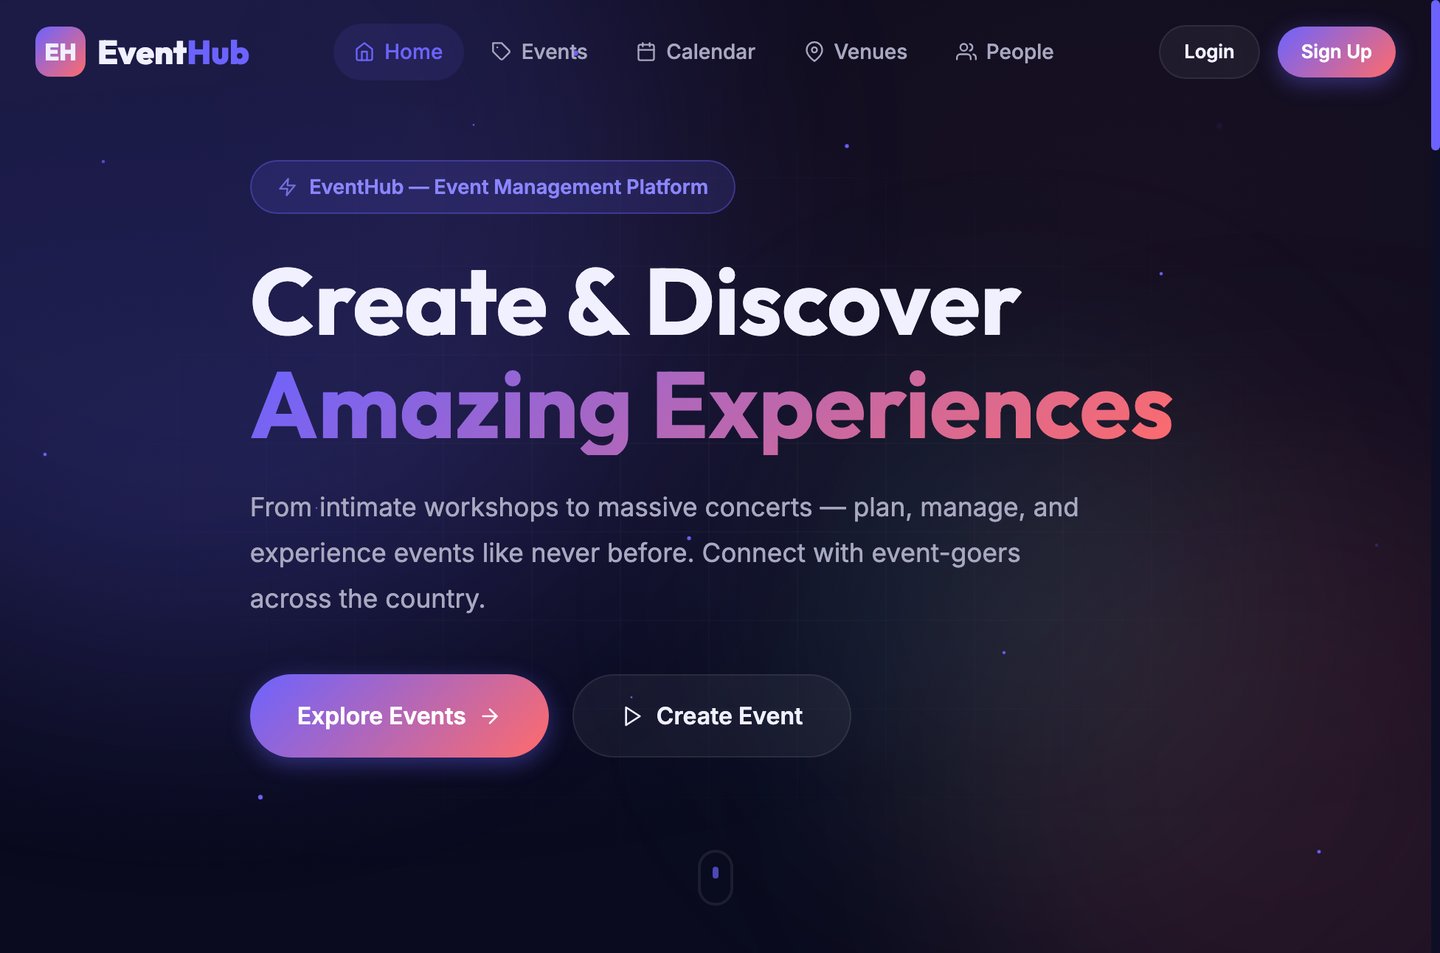 EH EventHub
Home
Events
Calendar
Venues
People
Login
Sign Up
EventHub — Event Management Platform
Create & Discover
Amazing Experiences
From intimate workshops to massive concerts — plan, manage, and
experience events like never before. Connect with event-goers
across the country.
Explore Events
Create Event